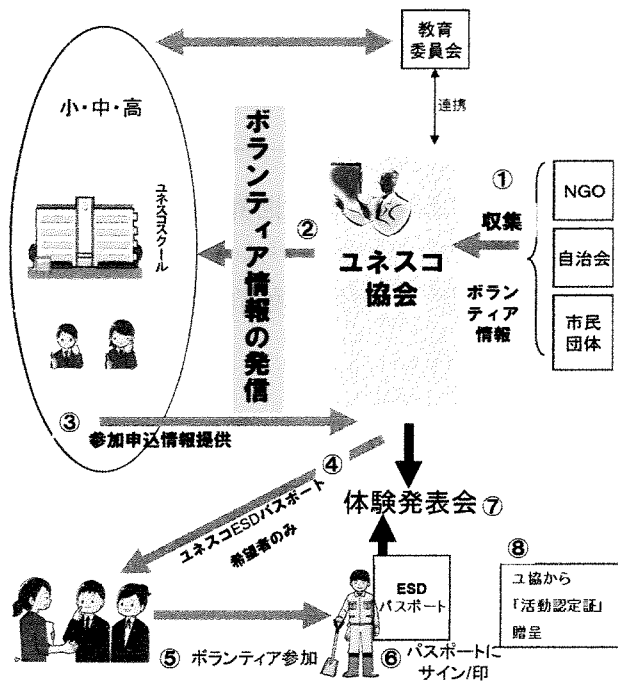 教育
委員会
連携
小・中・高
ユネスコスクール
ボランティア情報の発信
②
ユネスコ
協会
①
収集
ボラン
ティア
情報
NGO
自治会
市民
団体
③
参加申込情報提供
④
ユネスコESDパスポート
希望者のみ
体験発表会⑦
ESD
パスポート
⑧
ユ協から
「活動認定証」
贈呈
⑤ ボランティア参加
⑥ パスポートに
サイン/印